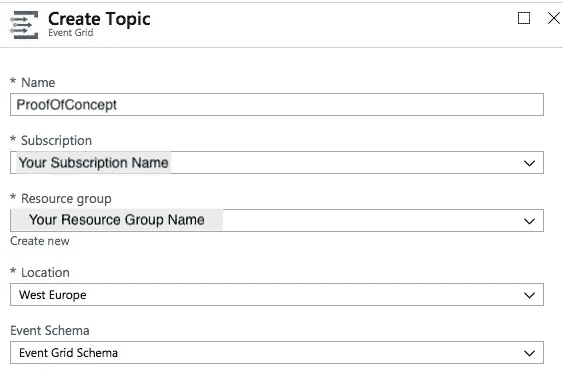 Create Topic
Event Grid
* Name
ProofOfConcept
* Subscription
Your Subscription Name
* Resource group
Your Resource Group Name
Create new
* Location
West Europe
Event Schema
Event Grid Schema